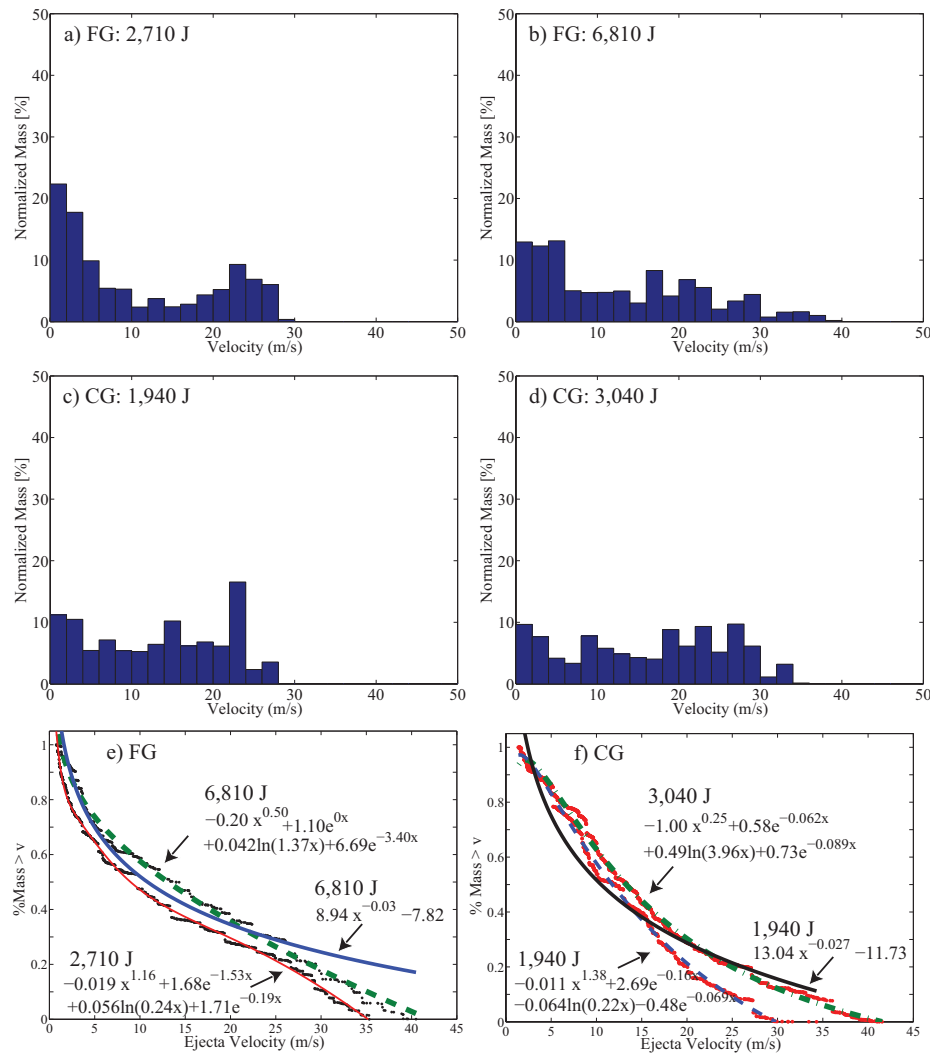 a) FG: 2,710 J
Normalized Mass [%]
50
40
30
20
10
0
0 10 20 30 40 50
Velocity (m/s)
b) FG: 6,810 J
Normalized Mass [%]
50
40
30
20
10
0
0 10 20 30 40 50
Velocity (m/s)
c) CG: 1,940 J
Normalized Mass [%]
50
40
30
20
10
0
0 10 20 30 40 50
Velocity (m/s)
d) CG: 3,040 J
Normalized Mass [%]
50
40
30
20
10
0
0 10 20 30 40 50
Velocity (m/s)
e) FG
%Mass > v
1
0.8
0.6
0.4
0.2
0
6,810 J
−0.20 x^0.50 +1.10e^0x
+0.042ln(1.37x)+6.69e^−3.40x
6,810 J
8.94 x^−0.03 −7.82
2,710 J
−0.019 x^1.16 +1.68e^−1.53x
+0.056ln(0.24x)+1.71e^−0.19x
0 5 10 15 20 25 30 35 40 45
Ejecta Velocity (m/s)
f) CG
% Mass > v
1
0.8
0.6
0.4
0.2
0
3,040 J
−1.00 x^0.25 +0.58e^−0.062x
+0.49ln(3.96x)+0.73e^−0.089x
1,940 J
13.04 x^−0.027 −11.73
1,940 J
−0.011 x^1.38 +2.69e
−0.064ln(0.22x)−0.48e^−0.069x
5 10 15 20 25 30 35 40 45
Ejecta Velocity (m/s)